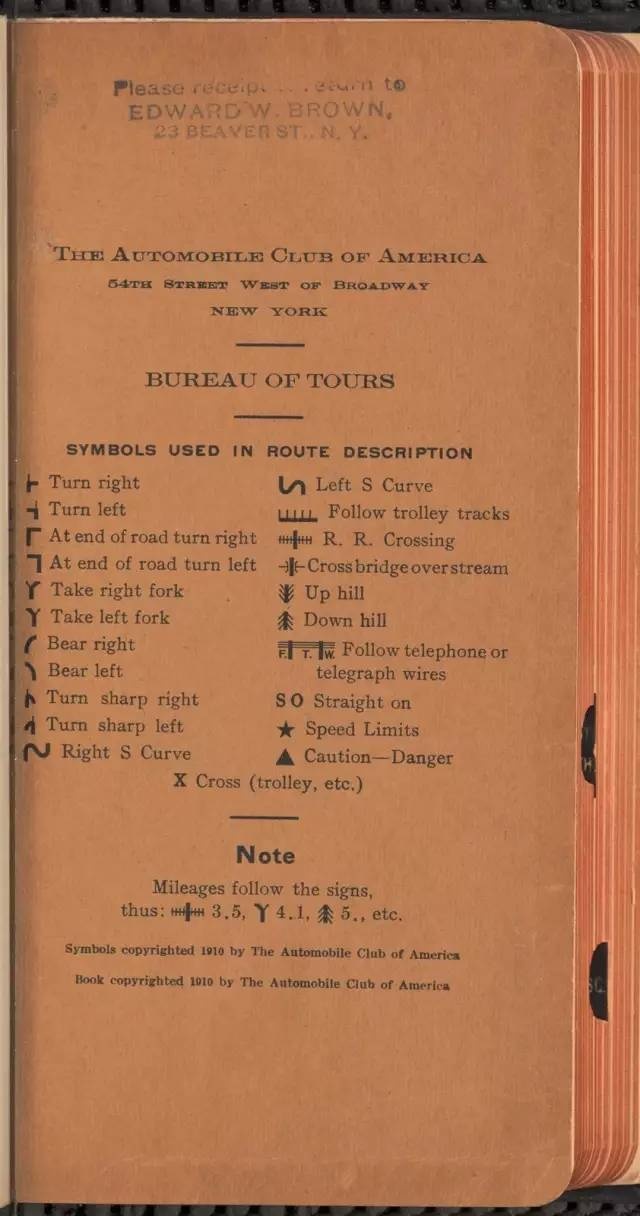 Please receipt return to
EDWARD W. BROWN,
23 BEAVER ST., N. Y.
THE AUTOMOBILE CLUB OF AMERICA
54TH STREET WEST OF BROADWAY
NEW YORK
BUREAU OF TOURS
SYMBOLS USED IN ROUTE DESCRIPTION
Turn right
Turn left
At end of road turn right
At end of road turn left
Take right fork
Take left fork
Bear right
Bear left
Turn sharp right
Turn sharp left
Right S Curve
Left S Curve
Follow trolley tracks
R. R. Crossing
Cross bridge over stream
Up hill
Down hill
F. T. W. Follow telephone or
telegraph wires
SO Straight on
★ Speed Limits
▲ Caution—Danger
X Cross (trolley, etc.)
Note
Mileages follow the signs,
thus: 3.5, 4.1, 5., etc.
Symbols copyrighted 1910 by The Automobile Club of America
Book copyrighted 1910 by The Automobile Club of America